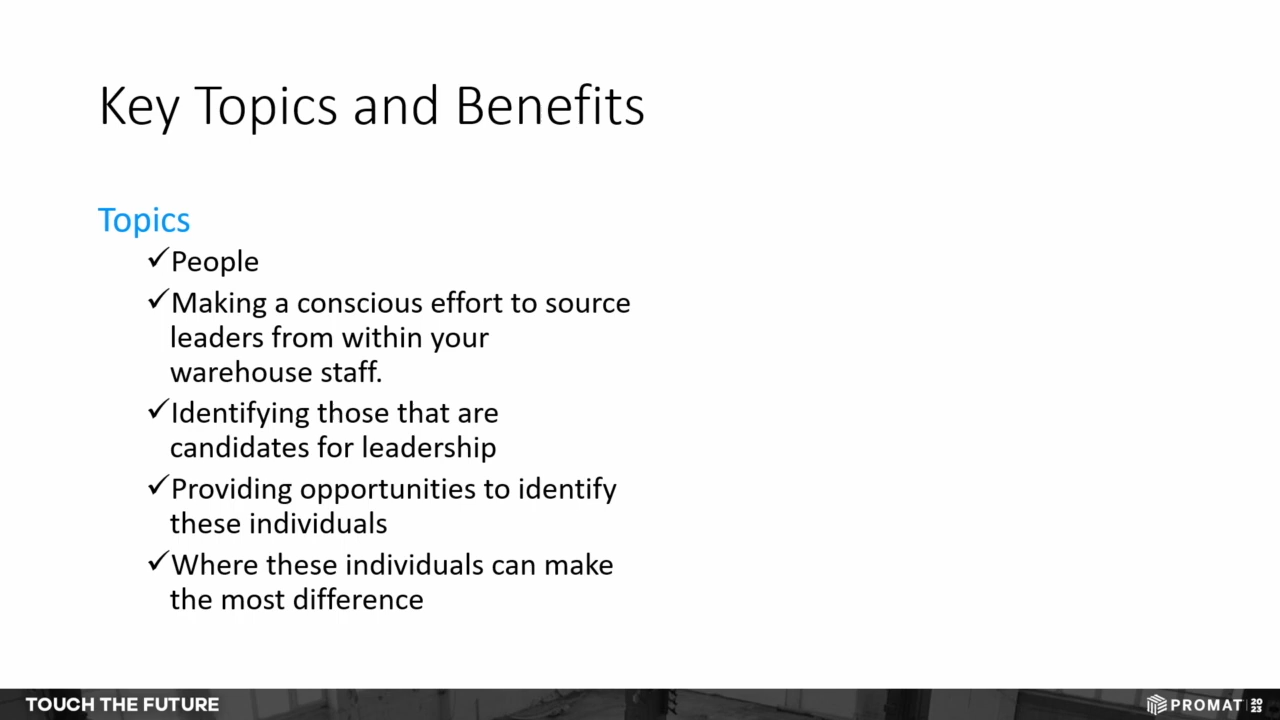 Key Topics and Benefits
Topics
✓People
✓Making a conscious effort to source
leaders from within your
warehouse staff.
✓Identifying those that are
candidates for leadership
✓Providing opportunities to identify
these individuals
✓Where these individuals can make
the most difference
TOUCH THE FUTURE
PROMAT 20
23